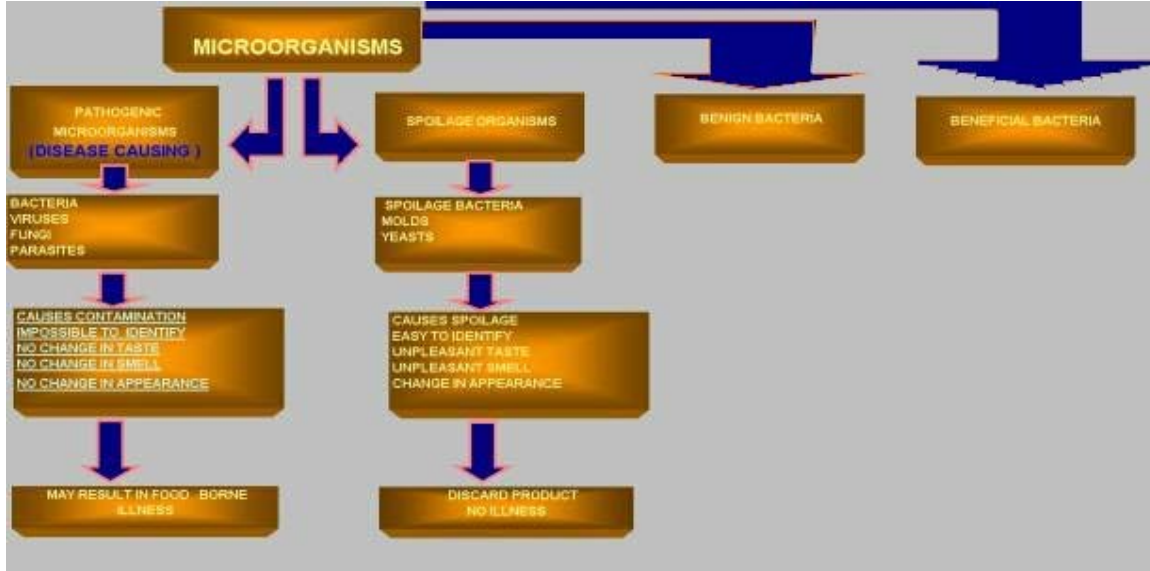 MICROORGANISMS
PATHOGENIC
MICROORGANISMS
(DISEASE CAUSING )
BACTERIA
VIRUSES
FUNGI
PARASITES
CAUSES CONTAMINATION
IMPOSSIBLE TO IDENTIFY
NO CHANGE IN TASTE
NO CHANGE IN SMELL
NO CHANGE IN APPEARANCE
MAY RESULT IN FOOD BORNE
ILLNESS
SPOILAGE ORGANISMS
SPOILAGE BACTERIA
MOLDS
YEASTS
CAUSES SPOILAGE
EASY TO IDENTIFY
UNPLEASANT TASTE
UNPLEASANT SMELL
CHANGE IN APPEARANCE
DISCARD PRODUCT
NO ILLNESS
BENIGN BACTERIA
BENEFICIAL BACTERIA